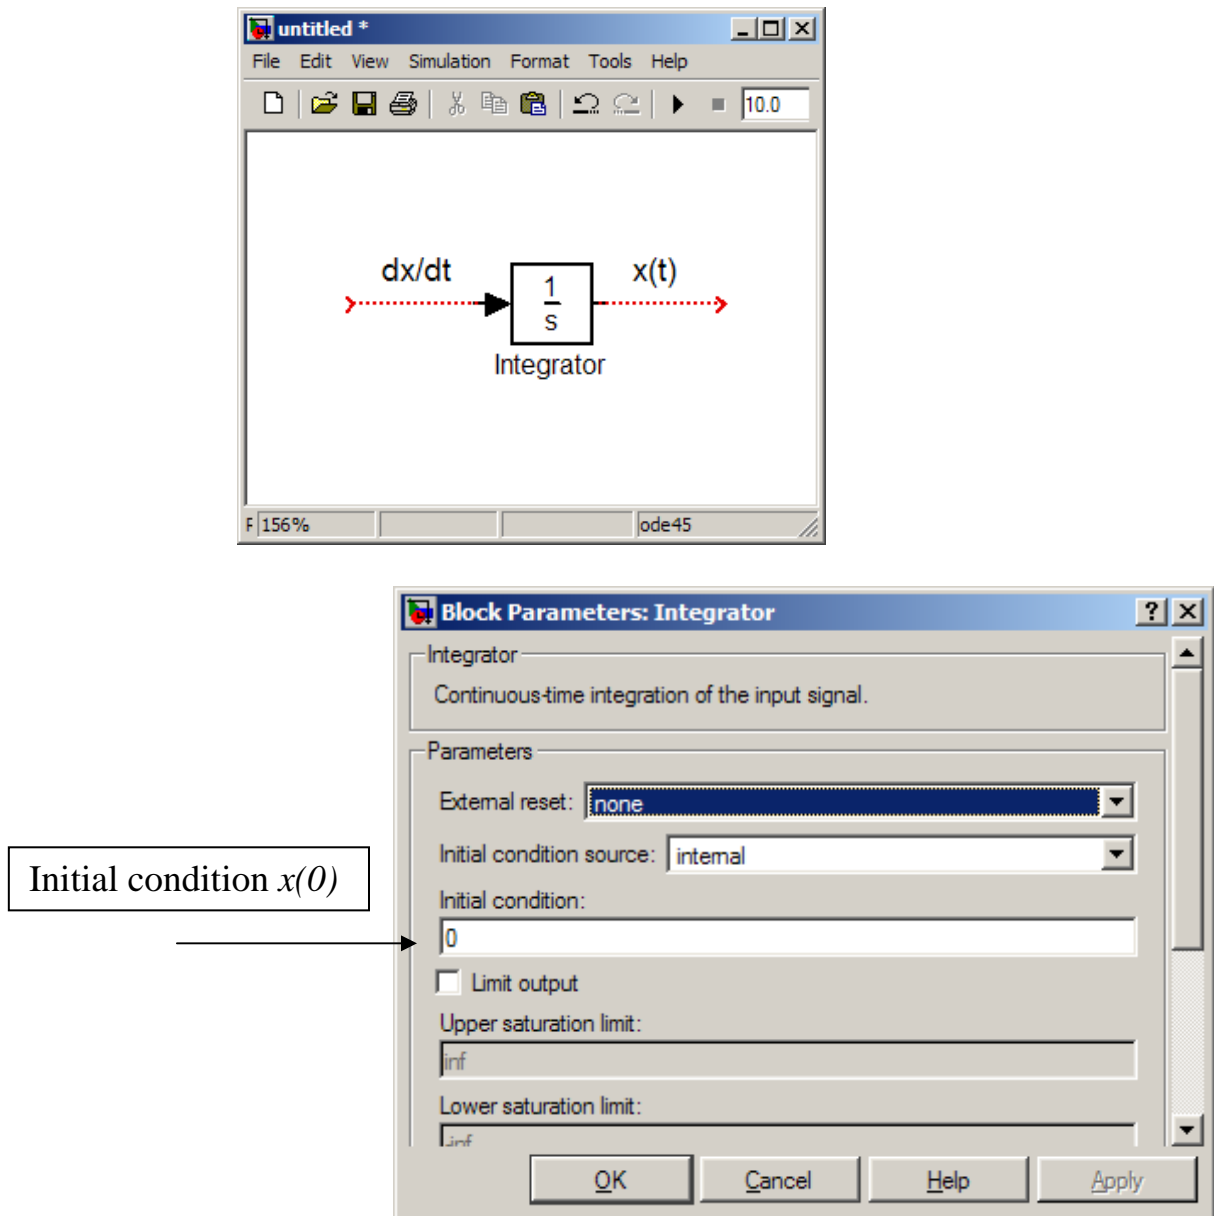 untitled *
File Edit View Simulation Format Tools Help
10.0
dx/dt x(t)
1
s
Integrator
F 156% ode45
Block Parameters: Integrator
Integrator
Continuous-time integration of the input signal.
Parameters
External reset: none
Initial condition source: internal
Initial condition x(0)
Initial condition:
0
Limit output
Upper saturation limit:
inf
Lower saturation limit:
-inf
OK Cancel Help Apply